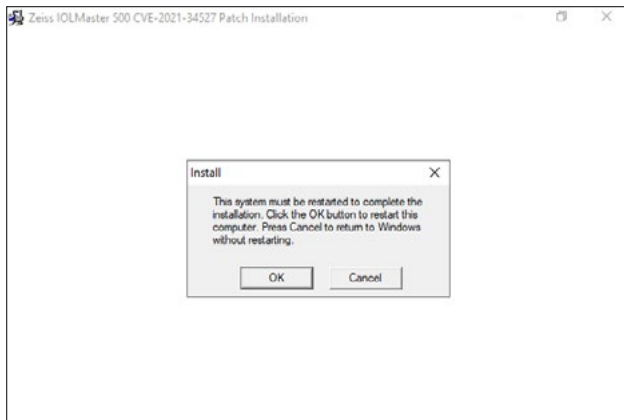 Zeiss IOLMaster 500 CVE-2021-34527 Patch Installation
Install
This system must be restarted to complete the
installation. Click the OK button to restart this
computer. Press Cancel to return to Windows
without restarting.
OK Cancel